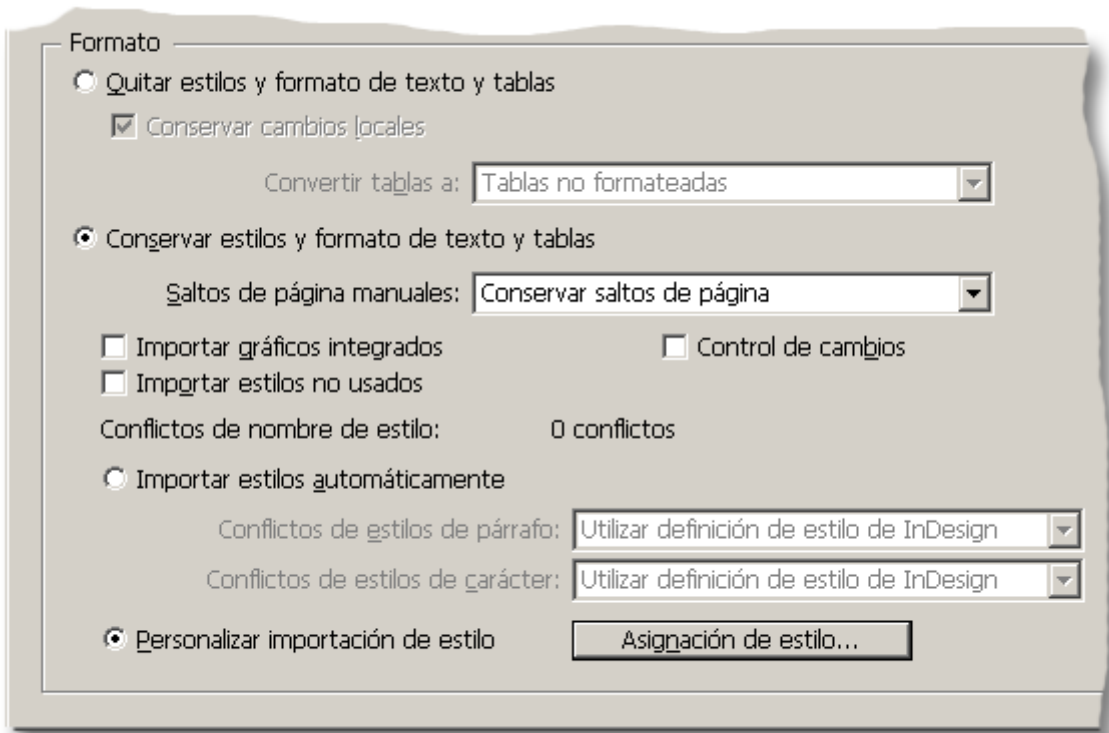 Formato
Quitar estilos y formato de texto y tablas
Conservar cambios locales
Convertir tablas a: Tablas no formateadas
Conservar estilos y formato de texto y tablas
Saltos de página manuales: Conservar saltos de página
Importar gráficos integrados Control de cambios
Importar estilos no usados
Conflictos de nombre de estilo: 0 conflictos
Importar estilos automáticamente
Conflictos de estilos de párrafo: Utilizar definición de estilo de InDesign
Conflictos de estilos de carácter: Utilizar definición de estilo de InDesign
Personalizar importación de estilo Asignación de estilo...